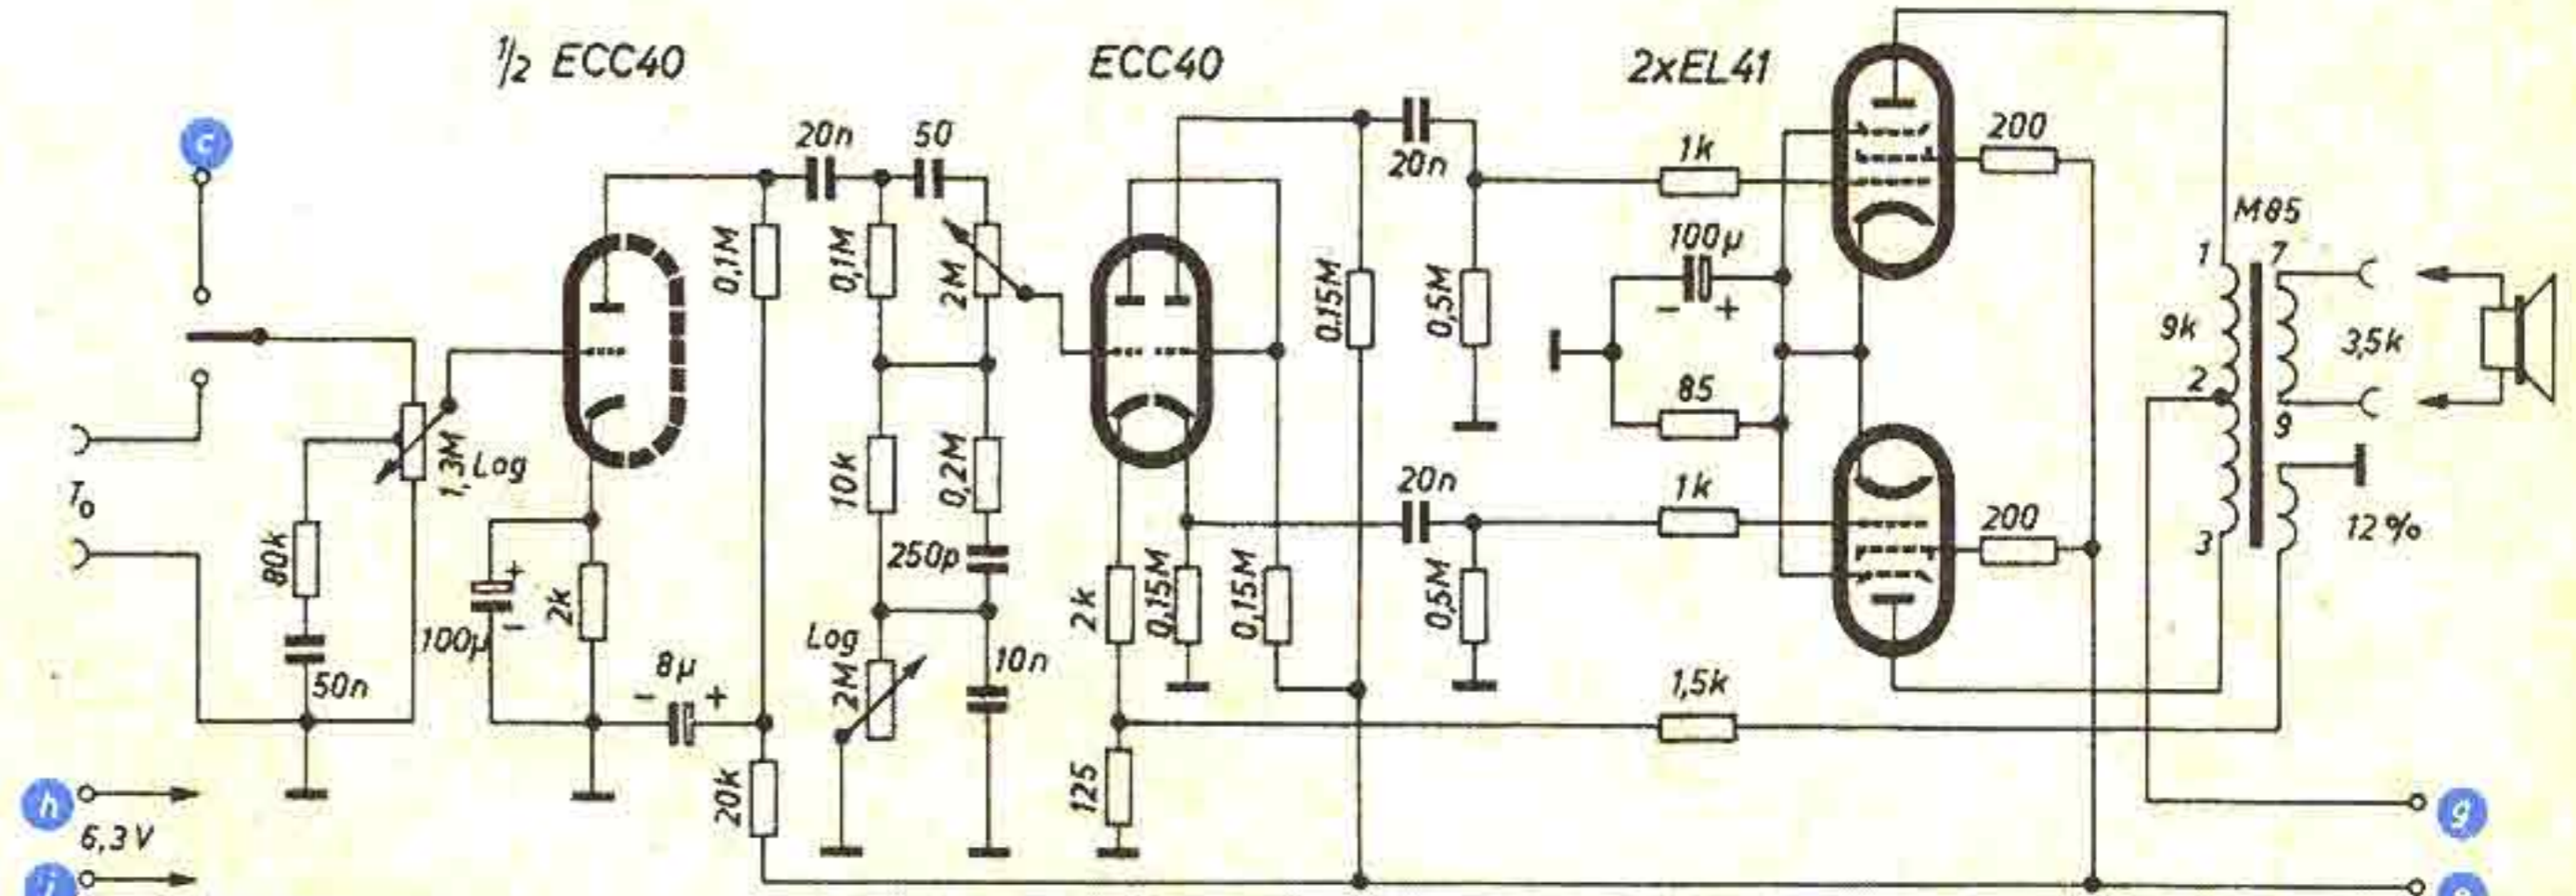 1/2 ECC40
ECC40
2xEL41
c
20n
50
20n
1k
200
0,1M
0,1M
2M
0.15M
0,5M
100µ
- +
85
M85
1
7
9k
2
3,5k
9
3
12%
1,3M Log
To
80k
50n
100µ
+
-
2k
8µ
- +
20k
10k
0,2M
250p
Log
2M
10n
2k
0,15M
0,15M
20n
0,5M
1k
200
125
1,5k
h
6,3V
i
g